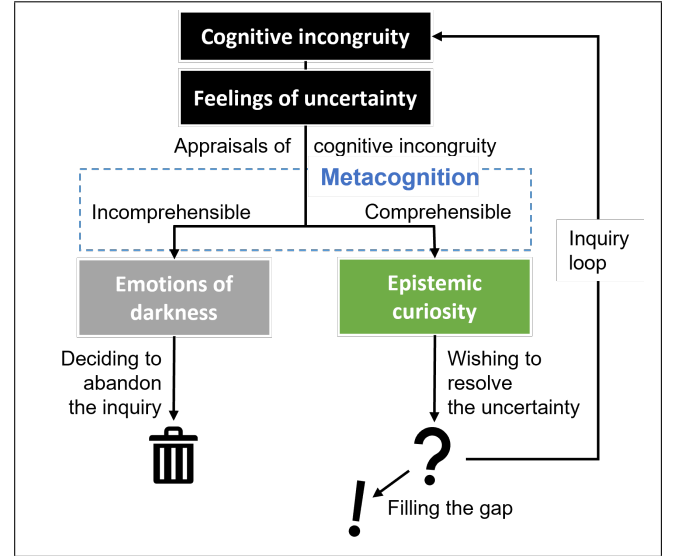 Cognitive incongruity
Feelings of uncertainty
Appraisals of cognitive incongruity
Metacognition
Incomprehensible
Comprehensible
Inquiry
loop
Emotions of
darkness
Epistemic
curiosity
Deciding to
abandon
the inquiry
Wishing to
resolve
the uncertainty
?
!
Filling the gap